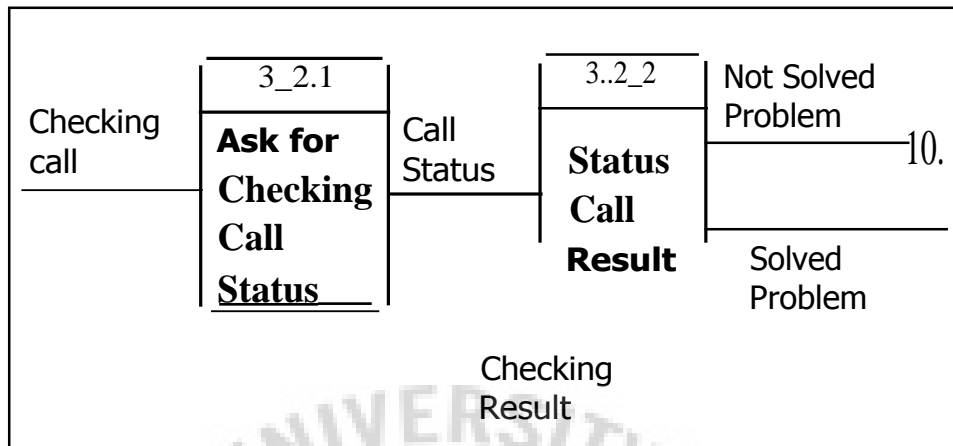 Checking
call
3_2.1
Ask for
Checking
Call
Status
Call
Status
3..2_2
Status
Call
Result
Not Solved
Problem
10.
Solved
Problem
Checking
Result
UNIVERSITY